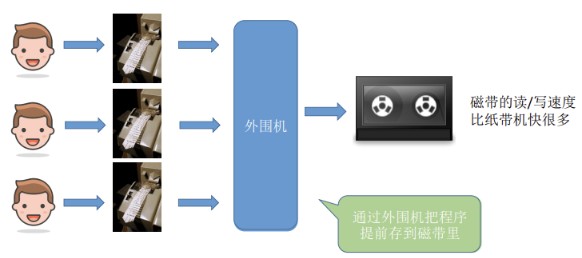 外围机
磁带的读/写速度
比纸带机快很多
通过外围机把程序
提前存到磁带里